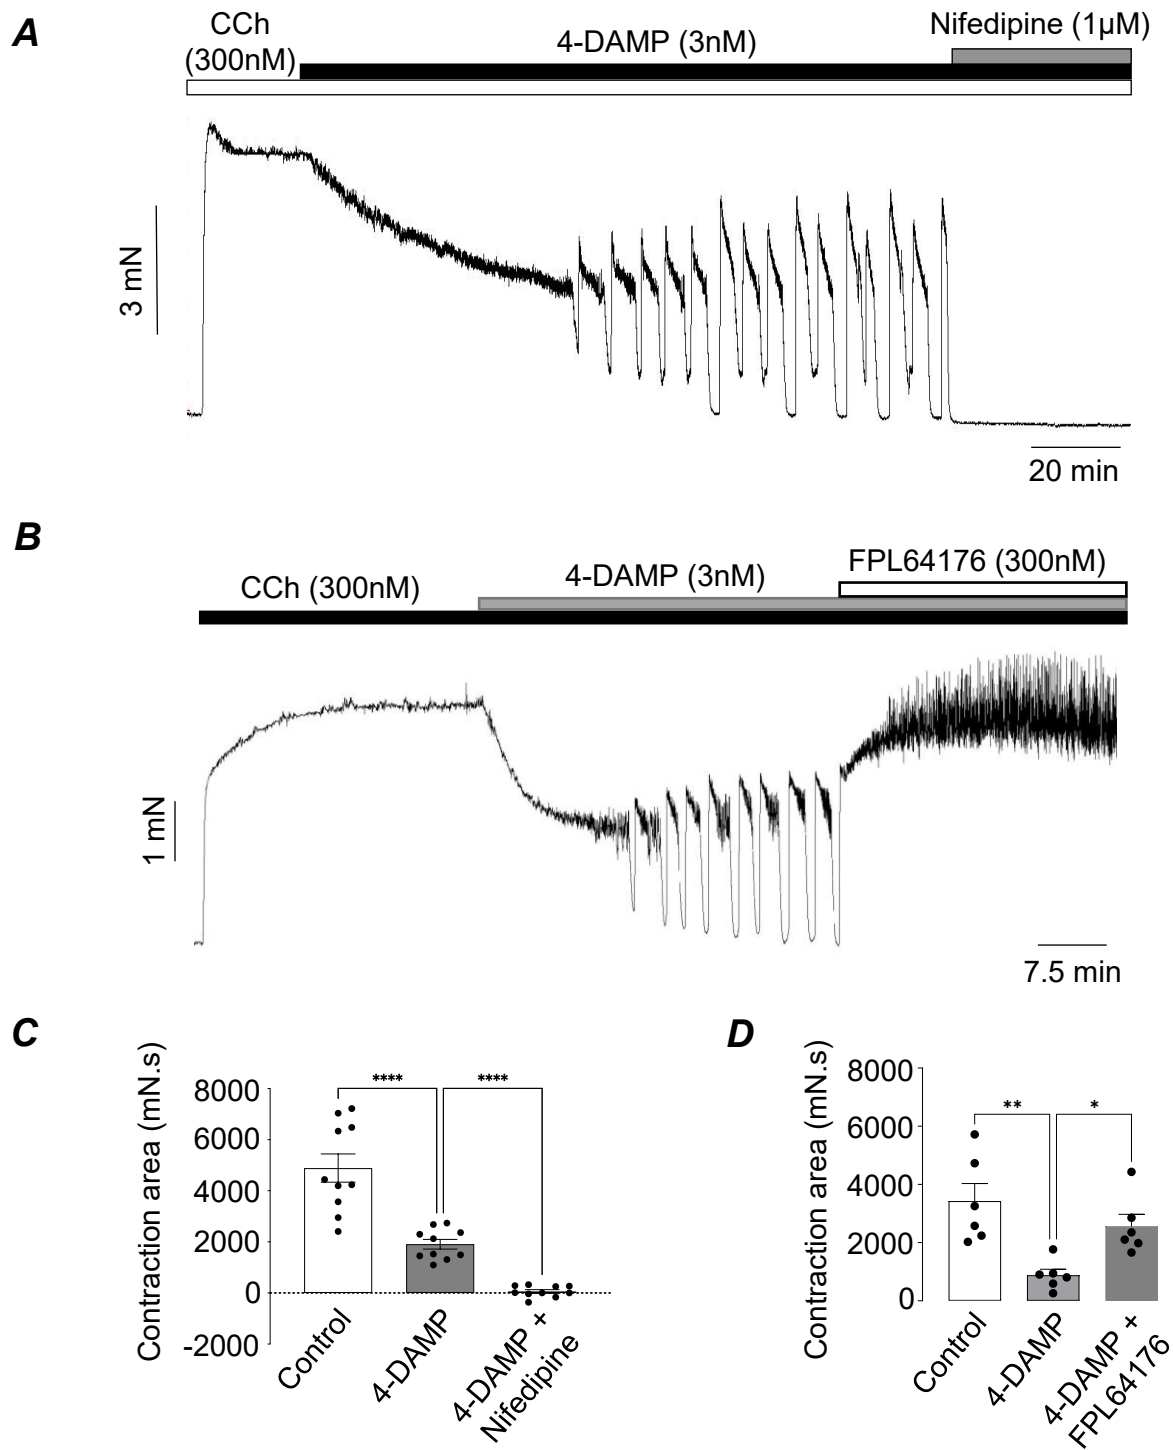 A
CCh
(300nM)
4-DAMP (3nM)
Nifedipine (1µM)
3 mN
20 min
B
CCh (300nM)
4-DAMP (3nM)
FPL64176 (300nM)
1 mN
7.5 min
C
Contraction area (mN.s)
8000
6000
4000
2000
0
-2000
****
****
Control
4-DAMP
4-DAMP +
Nifedipine
D
Contraction area (mN.s)
8000
6000
4000
2000
0
**
*
Control
4-DAMP
4-DAMP +
FPL64176